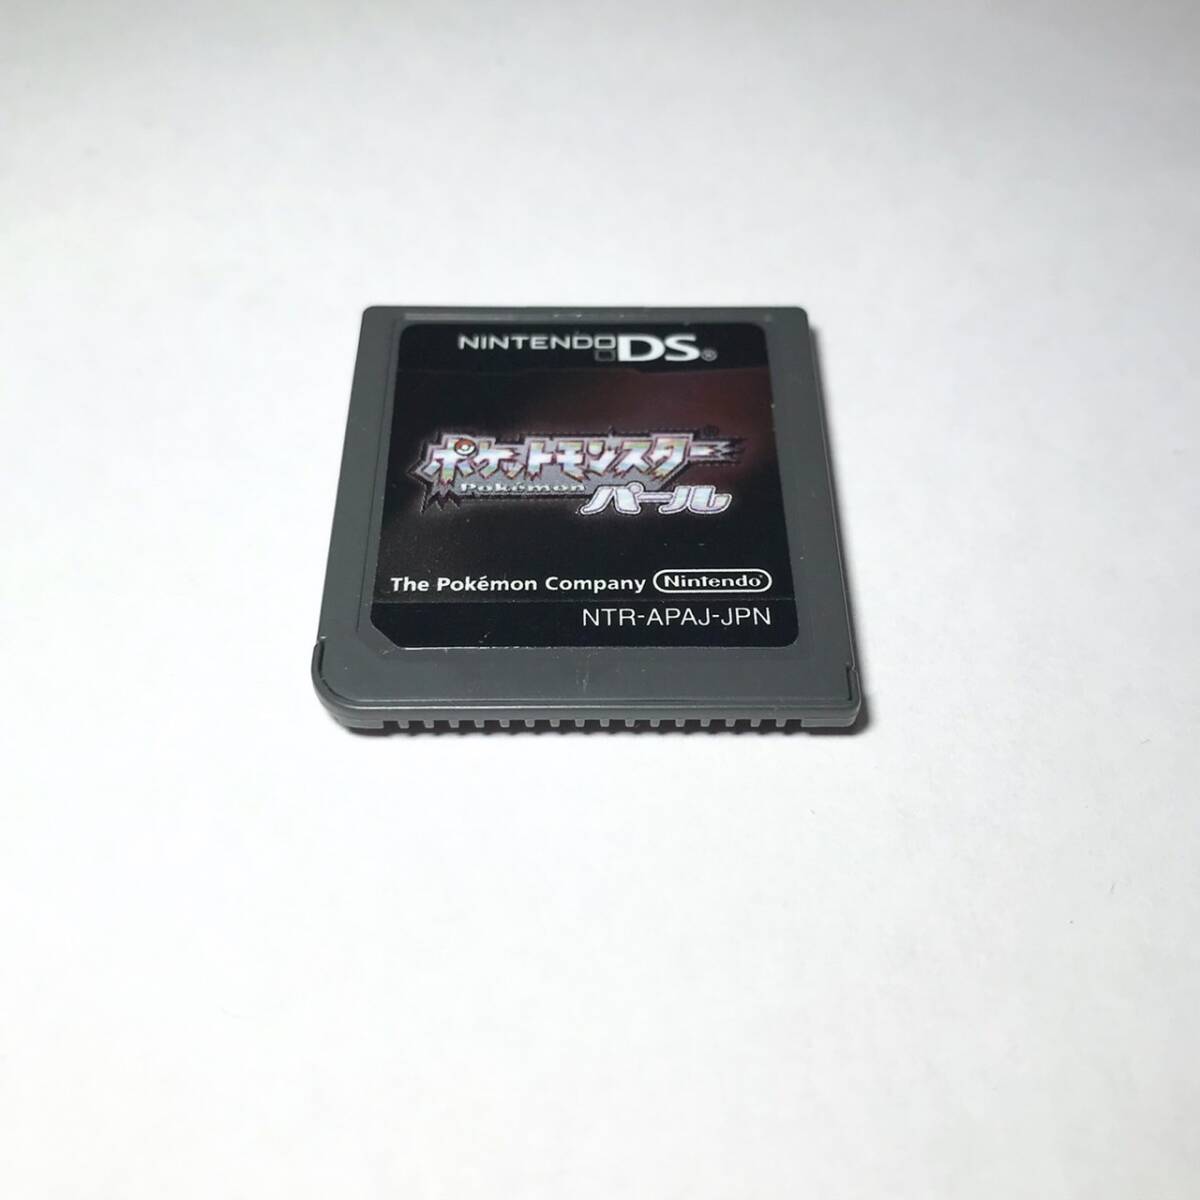 NINTENDO DS®
ポケットモンスター®
Pokémon
パール
The Pokémon Company Nintendo®
NTR-APAJ-JPN